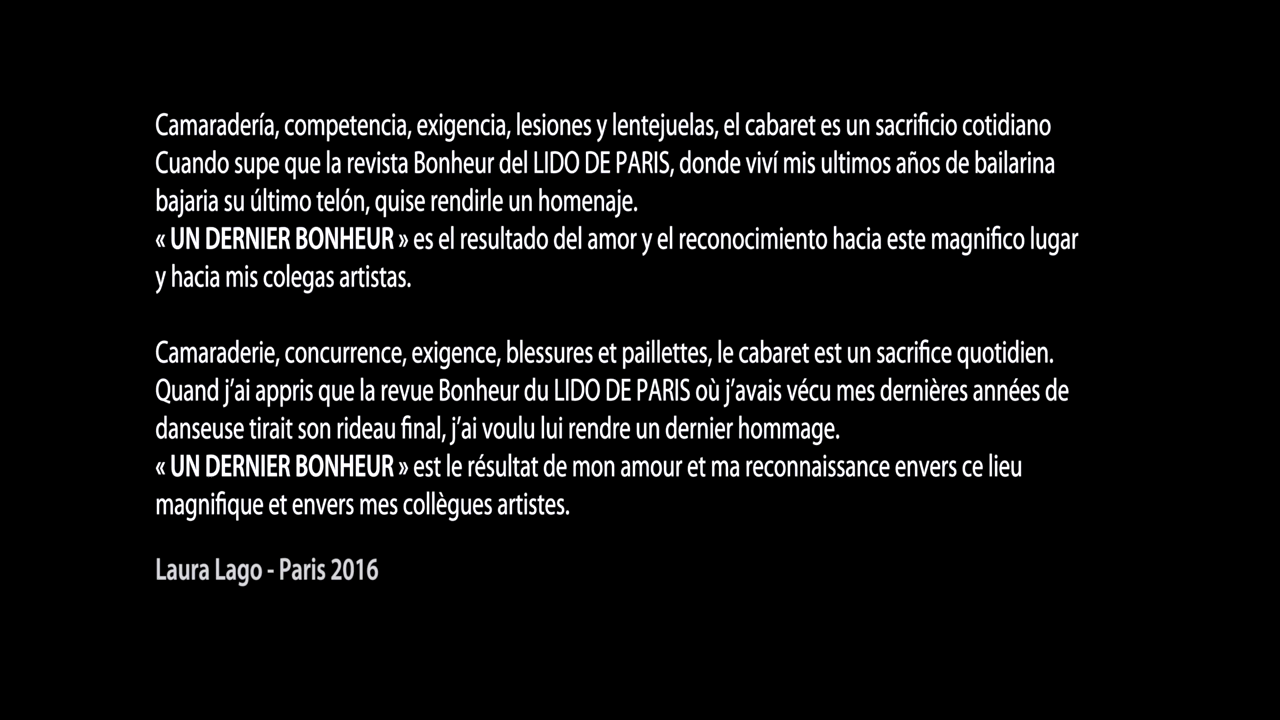 Camaradería, competencia, exigencia, lesiones y lentejuelas, el cabaret es un sacrificio cotidiano
Cuando supe que la revista Bonheur del LIDO DE PARIS, donde viví mis ultimos años de bailarina
bajaria su último telón, quise rendirle un homenaje.
« UN DERNIER BONHEUR » es el resultado del amor y el reconocimiento hacia este magnifico lugar
y hacia mis colegas artistas.
Camaraderie, concurrence, exigence, blessures et paillettes, le cabaret est un sacrifice quotidien.
Quand j’ai appris que la revue Bonheur du LIDO DE PARIS où j’avais vécu mes dernières années de
danseuse tirait son rideau final, j’ai voulu lui rendre un dernier hommage.
« UN DERNIER BONHEUR » est le résultat de mon amour et ma reconnaissance envers ce lieu
magnifique et envers mes collègues artistes.
Laura Lago - Paris 2016